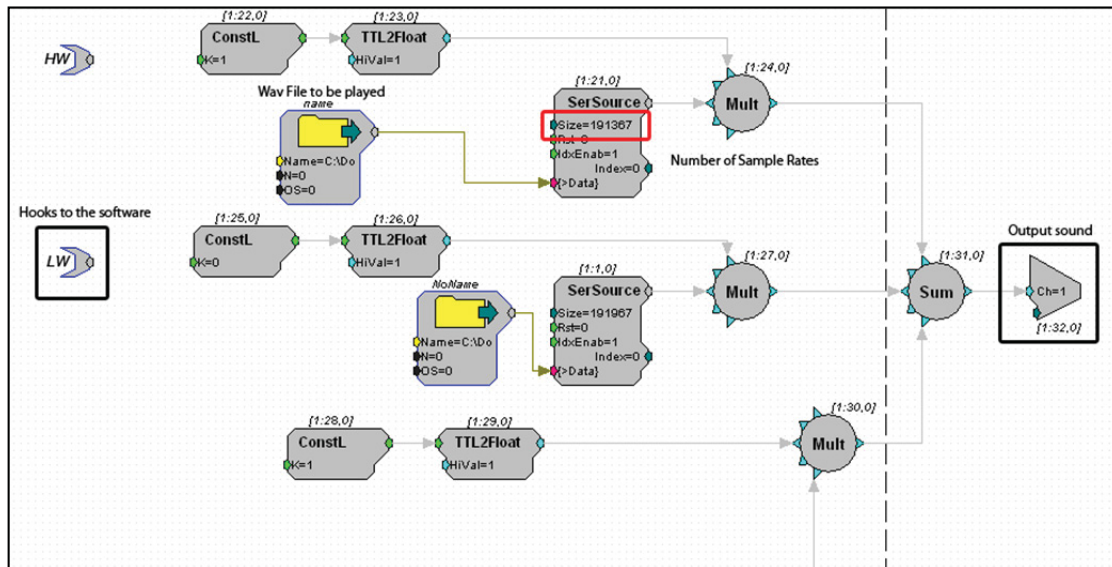 [1:22,0]
ConstL
K=1
[1:23,0]
TTL2Float
HiVal=1
HW
Wav File to be played
name
Name=C:\Do
N=0
OS=0
[1:21,0]
SerSource
Size=191367
Rst=0
IdxEnab=1
Index=0
{>Data}
[1:24,0]
Mult
Number of Sample Rates
Hooks to the software
LW
[1:25,0]
ConstL
K=0
[1:26,0]
TTL2Float
HiVal=1
NoName
Name=C:\Do
N=0
OS=0
[1:1,0]
SerSource
Size=191967
Rst=0
IdxEnab=1
Index=0
{>Data}
[1:27,0]
Mult
[1:31,0]
Sum
Output sound
Ch=1
[1:32,0]
[1:28,0]
ConstL
K=1
[1:29,0]
TTL2Float
HiVal=1
[1:30,0]
Mult